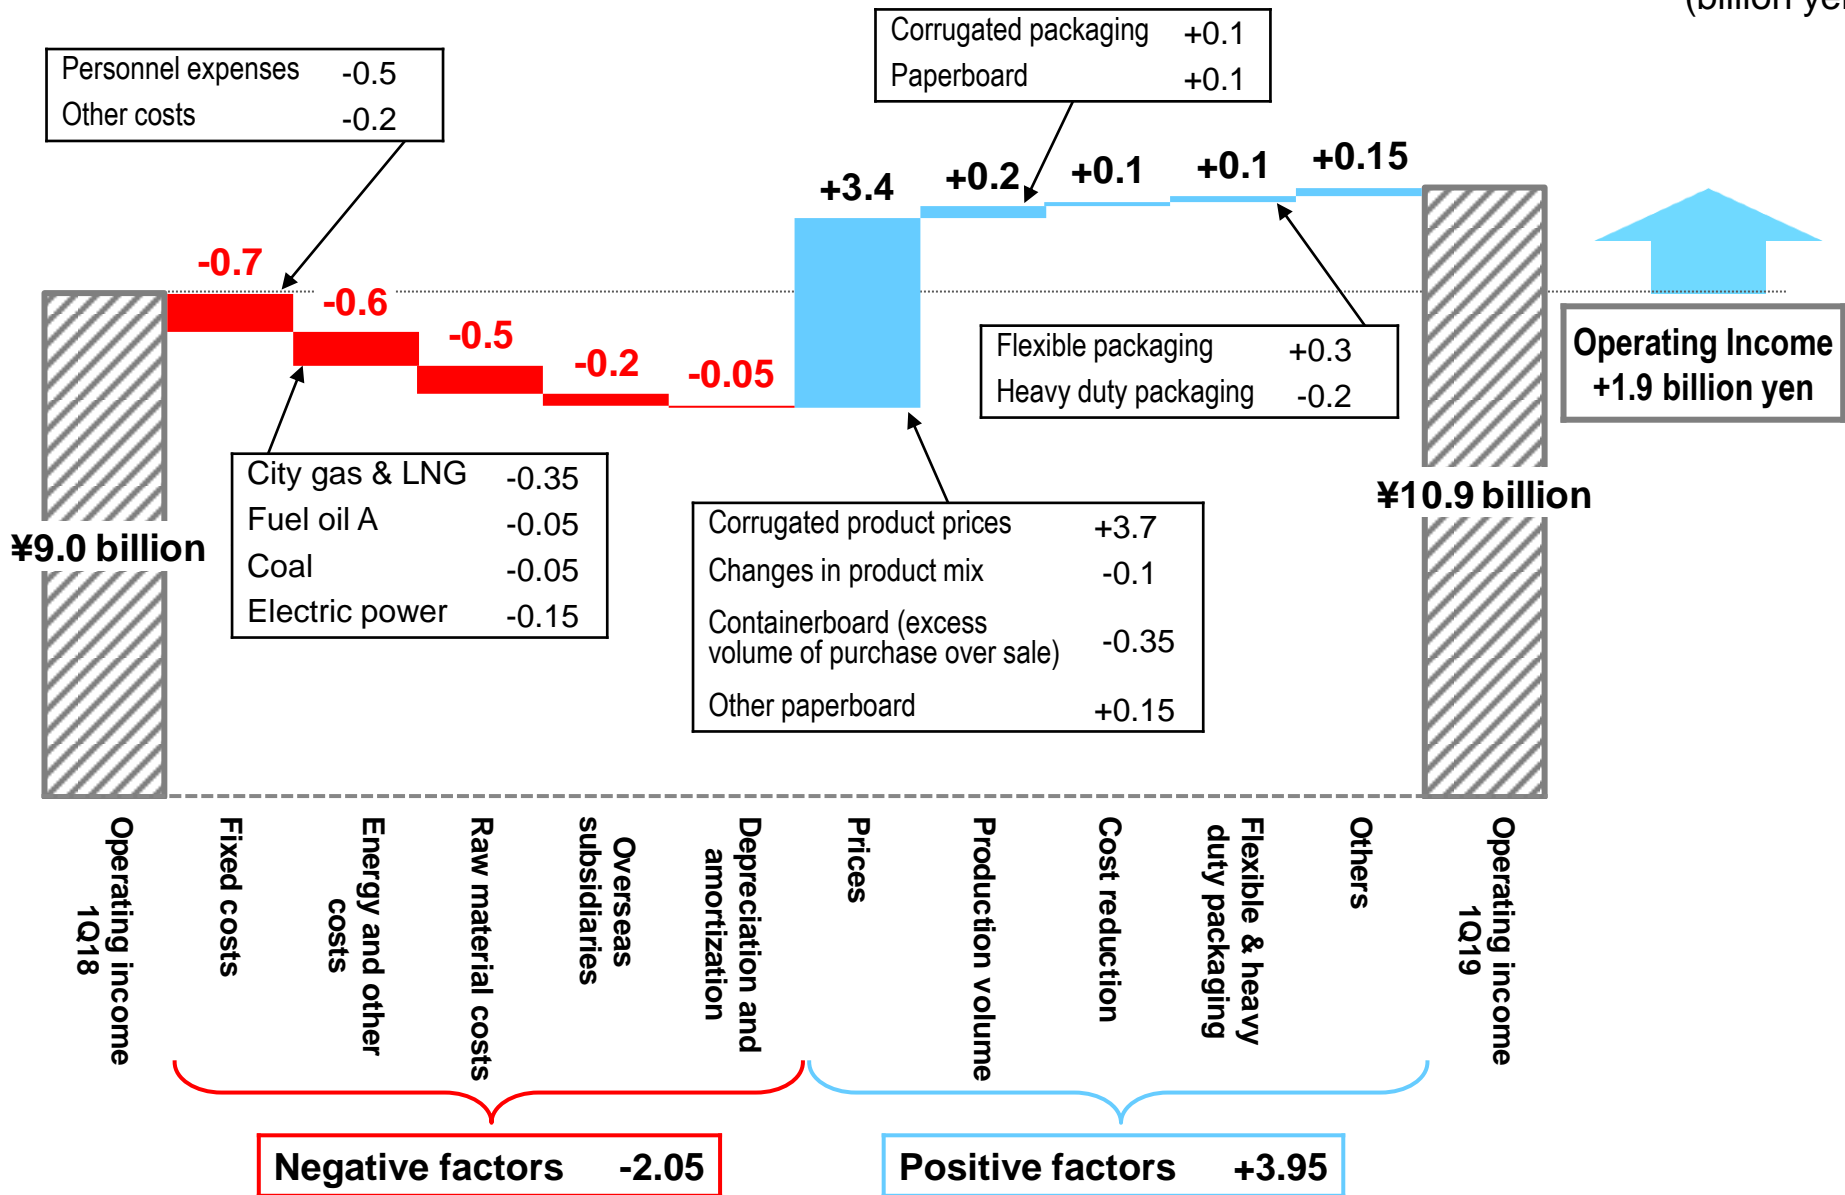 (billion yen
Personnel expenses -0.5
Other costs -0.2
Corrugated packaging +0.1
Paperboard +0.1
-0.7
-0.6
-0.5
-0.2
-0.05
+3.4
+0.2
+0.1
+0.1
+0.15
Flexible packaging +0.3
Heavy duty packaging -0.2
Operating Income
+1.9 billion yen
City gas & LNG -0.35
Fuel oil A -0.05
Coal -0.05
Electric power -0.15
Corrugated product prices +3.7
Changes in product mix -0.1
Containerboard (excess
volume of purchase over sale) -0.35
Other paperboard +0.15
¥9.0 billion
¥10.9 billion
Operating income
1Q18
Fixed costs
Energy and other
costs
Raw material costs
Overseas
subsidiaries
Depreciation and
amortization
Prices
Production volume
Cost reduction
Flexible & heavy
duty packaging
Others
Operating income
1Q19
Negative factors -2.05
Positive factors +3.95